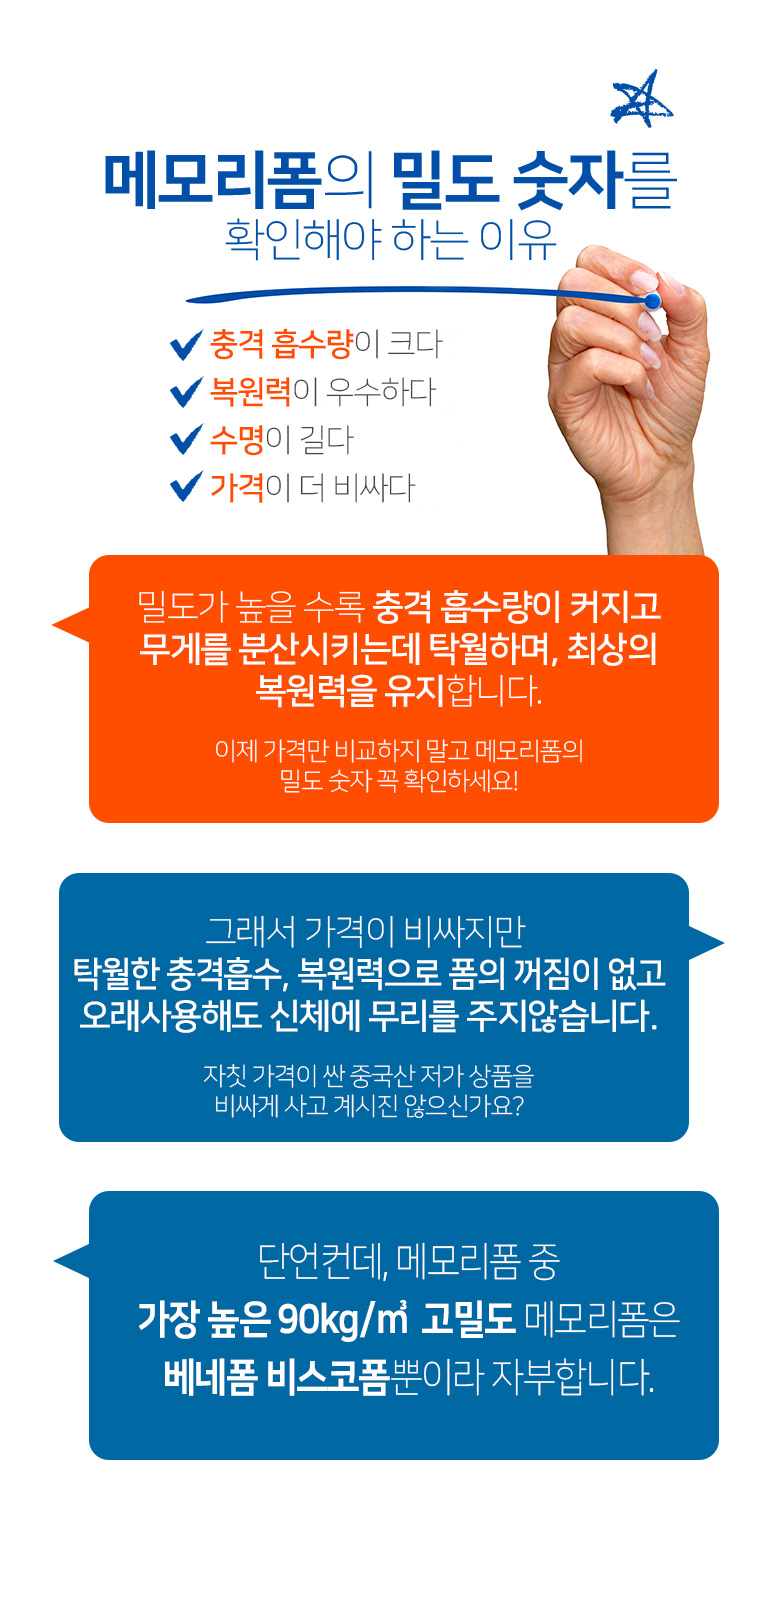 메모리폼의 밀도 숫자를
확인해야 하는 이유
충격 흡수량이 크다
복원력이 우수하다
수명이 길다
가격이 더 비싸다
밀도가 높을 수록 충격 흡수량이 커지고
무게를 분산시키는데 탁월하며, 최상의
복원력을 유지합니다.
이제 가격만 비교하지 말고 메모리폼의
밀도 숫자 꼭 확인하세요!
그래서 가격이 비싸지만
탁월한 충격흡수, 복원력으로 폼의 꺼짐이 없고
오래사용해도 신체에 무리를 주지않습니다.
자칫 가격이 싼 중국산 저가 상품을
비싸게 사고 계시진 않으신가요?
단언컨데, 메모리폼 중
가장 높은 90kg/㎥ 고밀도 메모리폼은
베네폼 비스코폼뿐이라 자부합니다.